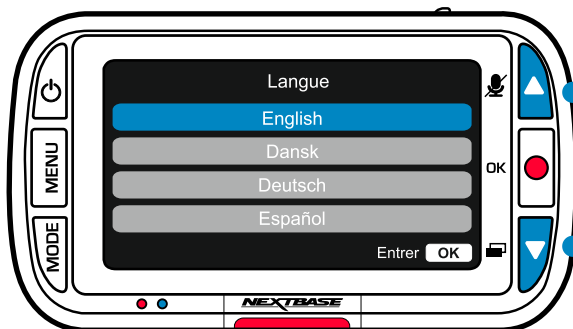 Langue
English
Dansk
Deutsch
Español
Entrer OK
OK
MENU
MODE
NEXTBASE